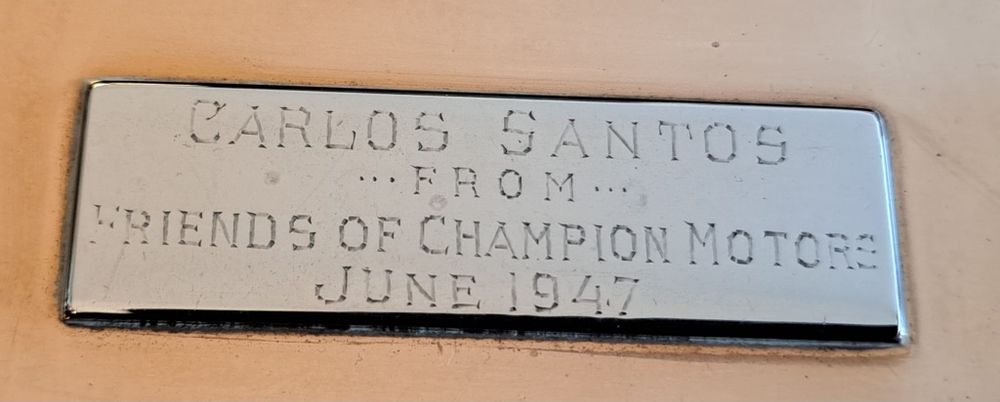 CARLOS SANTOS
...FROM...
FRIENDS OF CHAMPION MOTORS
JUNE 1947